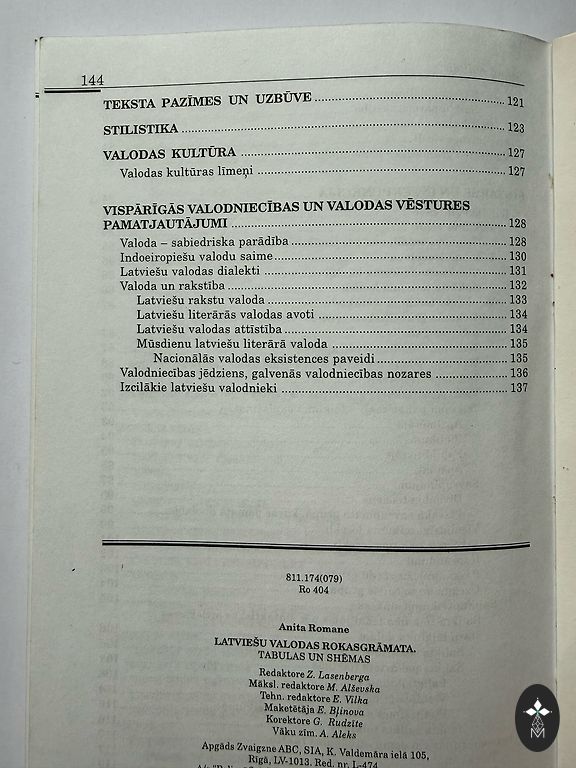 144
TEKSTA PAZĪMES UN UZBŪVE ........ 121
STILISTIKA ........ 123
VALODAS KULTŪRA ........ 127
Valodas kultūras līmeņi ........ 127
VISPĀRĪGĀS VALODNIECĪBAS UN VALODAS VĒSTURES
PAMATJAUTĀJUMI ........ 128
Valoda – sabiedriska parādība ........ 128
Indoeiropiešu valodu saime ........ 130
Latviešu valodas dialekti ........ 131
Valoda un rakstība ........ 132
Latviešu rakstu valoda ........ 133
Latviešu literārās valodas avoti ........ 134
Latviešu valodas attīstība ........ 134
Mūsdienu latviešu literārā valoda ........ 135
Nacionālās valodas eksistences paveidi ........ 135
Valodniecības jēdziens, galvenās valodniecības nozares ........ 136
Izcilākie latviešu valodnieki ........ 137
811.174(079)
Ro 404
Anita Romane
LATVIEŠU VALODAS ROKASGRĀMATA.
TABULAS UN SHĒMAS
Redaktore Z. Lasenberga
Māksl. redaktore M. Alševska
Tehn. redaktore E. Vilka
Maketētāja E. Bļinova
Korektore G. Rudzīte
Vāku zīm. A. Aleks
Apgāds Zvaigzne ABC, SIA, K. Valdemāra ielā 105,
Rīgā, LV-1013. Red. nr. L-474